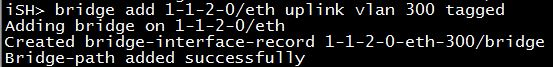 iSH> bridge add 1-1-2-0/eth uplink vlan 300 tagged
Adding bridge on 1-1-2-0/eth
Created bridge-interface-record 1-1-2-0-eth-300/bridge
Bridge-path added successfully